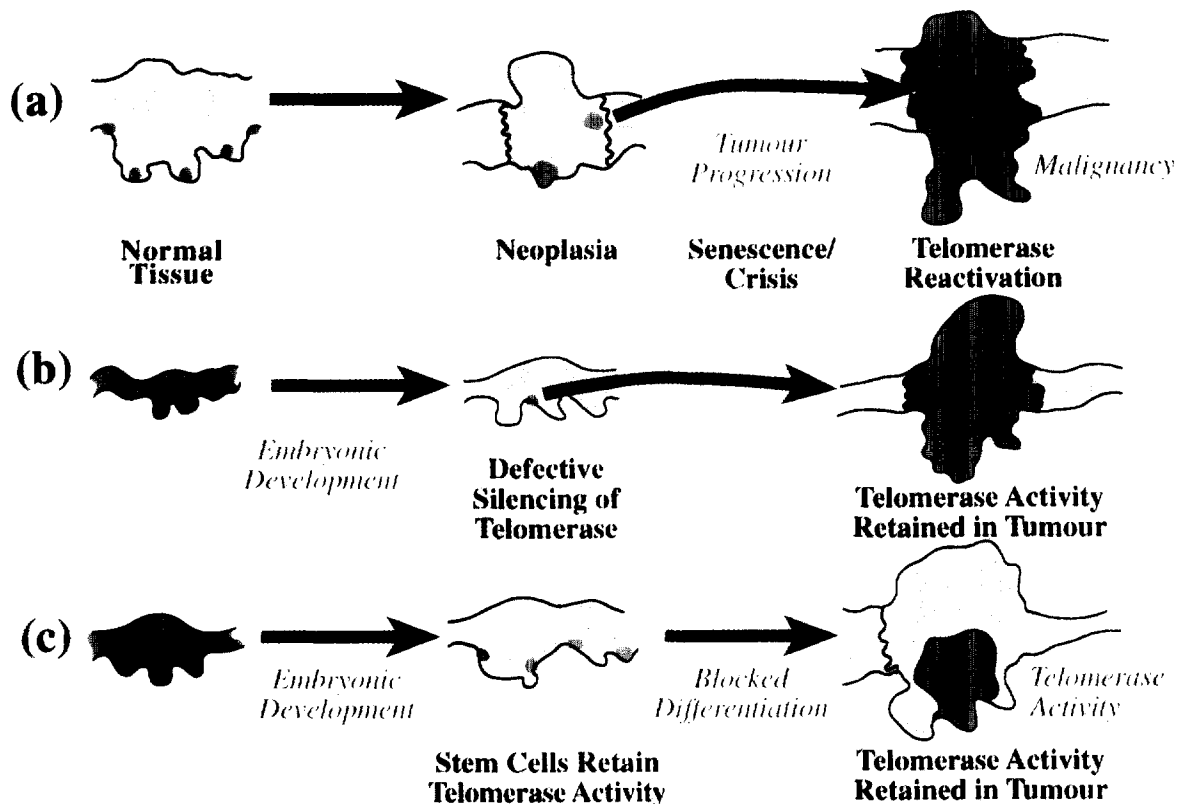 (a)
Normal
Tissue
Neoplasia
Tumour
Progression
Senescence/
Crisis
Malignancy
Telomerase
Reactivation
(b)
Embryonic
Development
Defective
Silencing of
Telomerase
Telomerase Activity
Retained in Tumour
(c)
Embryonic
Development
Stem Cells Retain
Telomerase Activity
Blocked
Differentiation
Telomerase
Activity
Telomerase Activity
Retained in Tumour